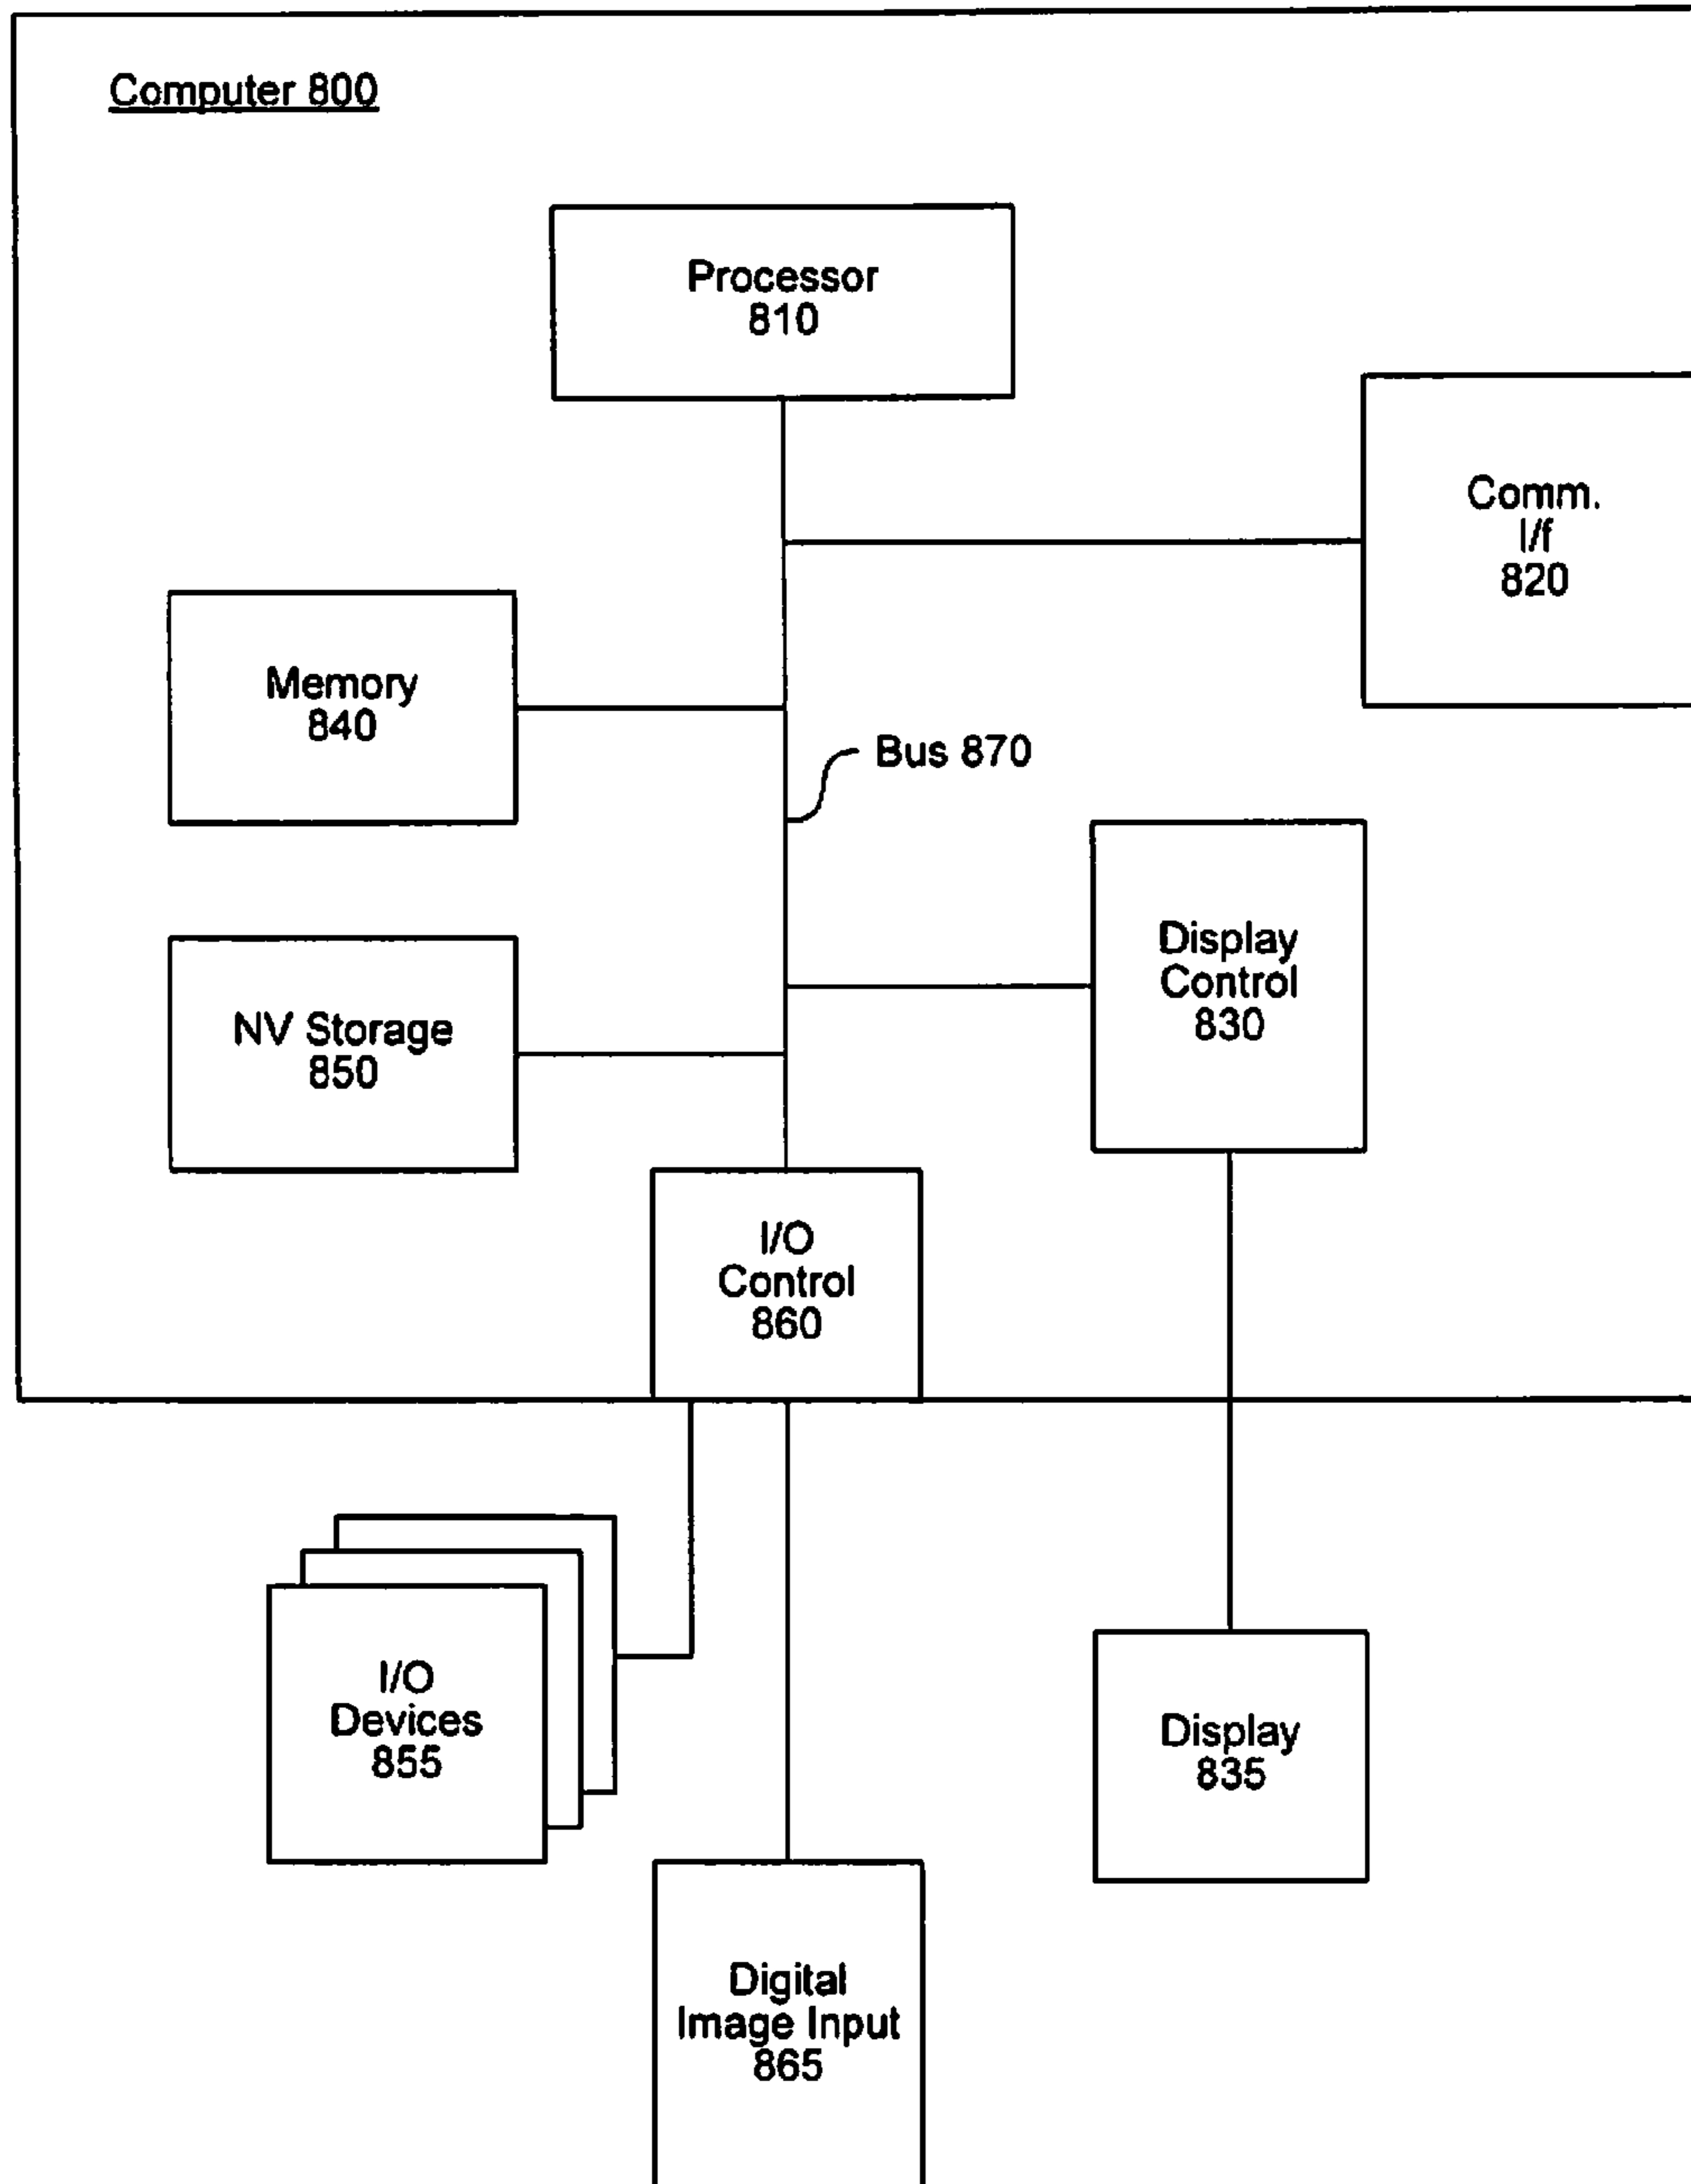 Computer 800
Processor
810
Comm.
I/f
820
Memory
840
Bus 870
Display
Control
830
NV Storage
850
I/O
Control
860
I/O
Devices
855
Display
835
Digital
Image Input
865